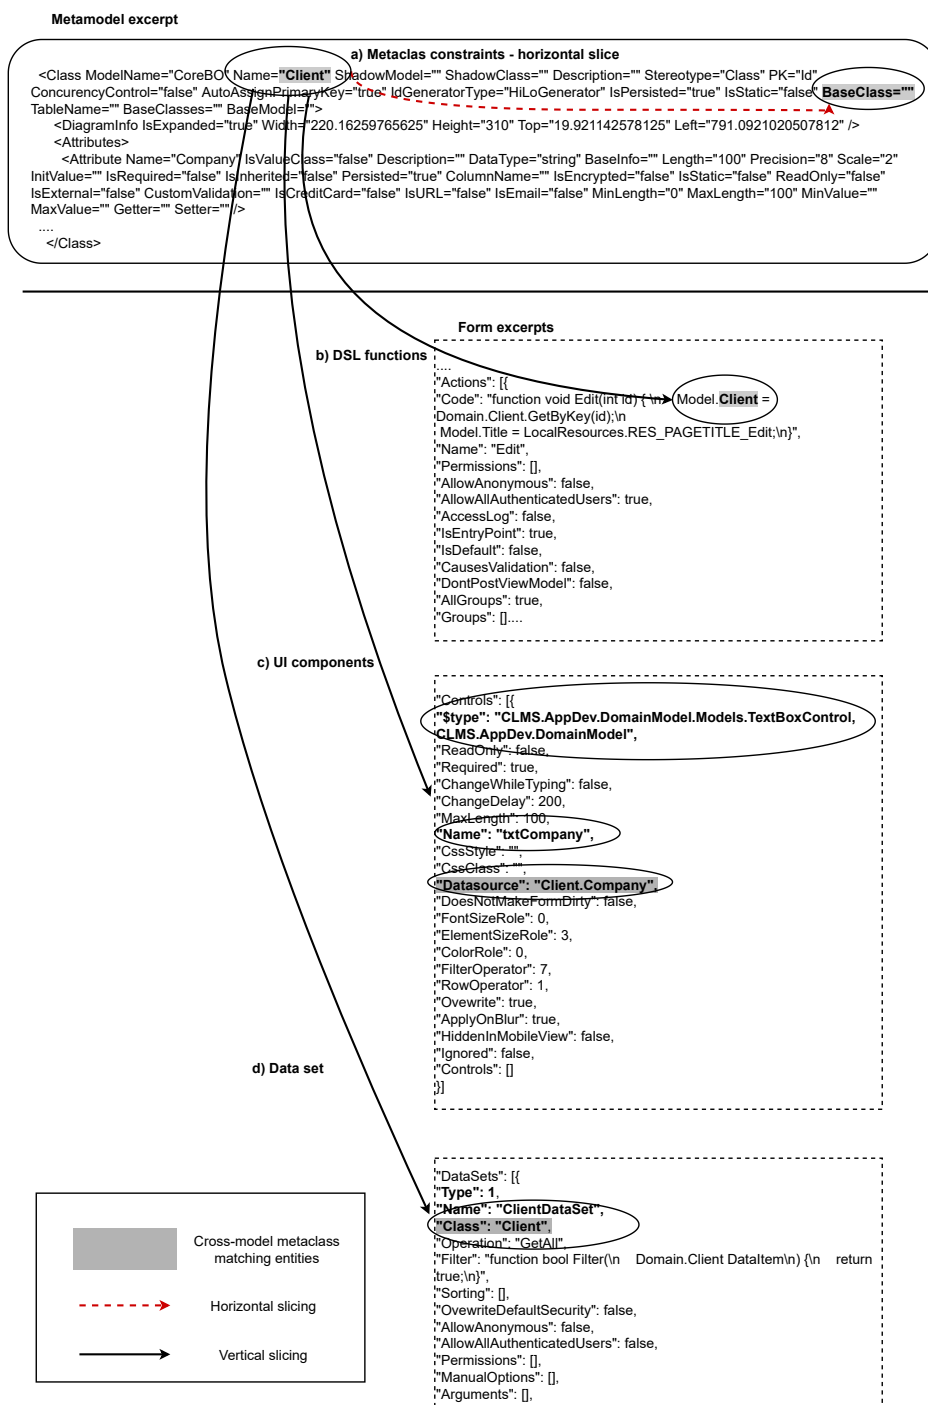 Metamodel excerpt
a) Metaclas constraints - horizontal slice
<Class ModelName="CoreBO" Name="Client" ShadowModel="" ShadowClass="" Description="" Stereotype="Class" PK="Id"
ConcurencyControl="false" AutoAssignPrimaryKey="true" IdGeneratorType="HiLoGenerator" IsPersisted="true" IsStatic="false" BaseClass=""
TableName="" BaseClasses="" BaseModel="">
<DiagramInfo IsExpanded="true" Width="220.16259765625" Height="310" Top="19.921142578125" Left="791.0921020507812" />
<Attributes>
<Attribute Name="Company" IsValueClass="false" Description="" DataType="string" BaseInfo="" Length="100" Precision="8" Scale="2"
InitValue="" IsRequired="false" IsInherited="false" Persisted="true" ColumnName="" IsEncrypted="false" IsStatic="false" ReadOnly="false"
IsExternal="false" CustomValidation="" IsCreditCard="false" IsURL="false" IsEmail="false" MinLength="0" MaxLength="100" MinValue=""
MaxValue="" Getter="" Setter="" />
....
</Class>
Form excerpts
b) DSL functions
....
"Actions": [{
"Code": "function void Edit(int id) { \n Model.Client =
Domain.Client.GetByKey(id);\n
Model.Title = LocalResources.RES_PAGETITLE_Edit;\n}",
"Name": "Edit",
"Permissions": [],
"AllowAnonymous": false,
"AllowAllAuthenticatedUsers": true,
"AccessLog": false,
"IsEntryPoint": true,
"IsDefault": false,
"CausesValidation": false,
"DontPostViewModel": false,
"AllGroups": true,
"Groups": []....
c) UI components
"Controls": [{
"$type": "CLMS.AppDev.DomainModel.Models.TextBoxControl,
CLMS.AppDev.DomainModel",
"ReadOnly": false,
"Required": true,
"ChangeWhileTyping": false,
"ChangeDelay": 200,
"MaxLength": 100,
"Name": "txtCompany",
"CssStyle": "",
"CssClass": "",
"Datasource": "Client.Company",
"DoesNotMakeFormDirty": false,
"FontSizeRole": 0,
"ElementSizeRole": 3,
"ColorRole": 0,
"FilterOperator": 7,
"RowOperator": 1,
"Ovewrite": true,
"ApplyOnBlur": true,
"HiddenInMobileView": false,
"Ignored": false,
"Controls": []
}]
d) Data set
"DataSets": [{
"Type": 1,
"Name": "ClientDataSet",
"Class": "Client",
"Operation": "GetAll",
"Filter": "function bool Filter(\n Domain.Client DataItem\n) {\n return
true;\n}",
"Sorting": [],
"OvewriteDefaultSecurity": false,
"AllowAnonymous": false,
"AllowAllAuthenticatedUsers": false,
"Permissions": [],
"ManualOptions": [],
"Arguments": [],
Cross-model metaclass
matching entities
Horizontal slicing
Vertical slicing